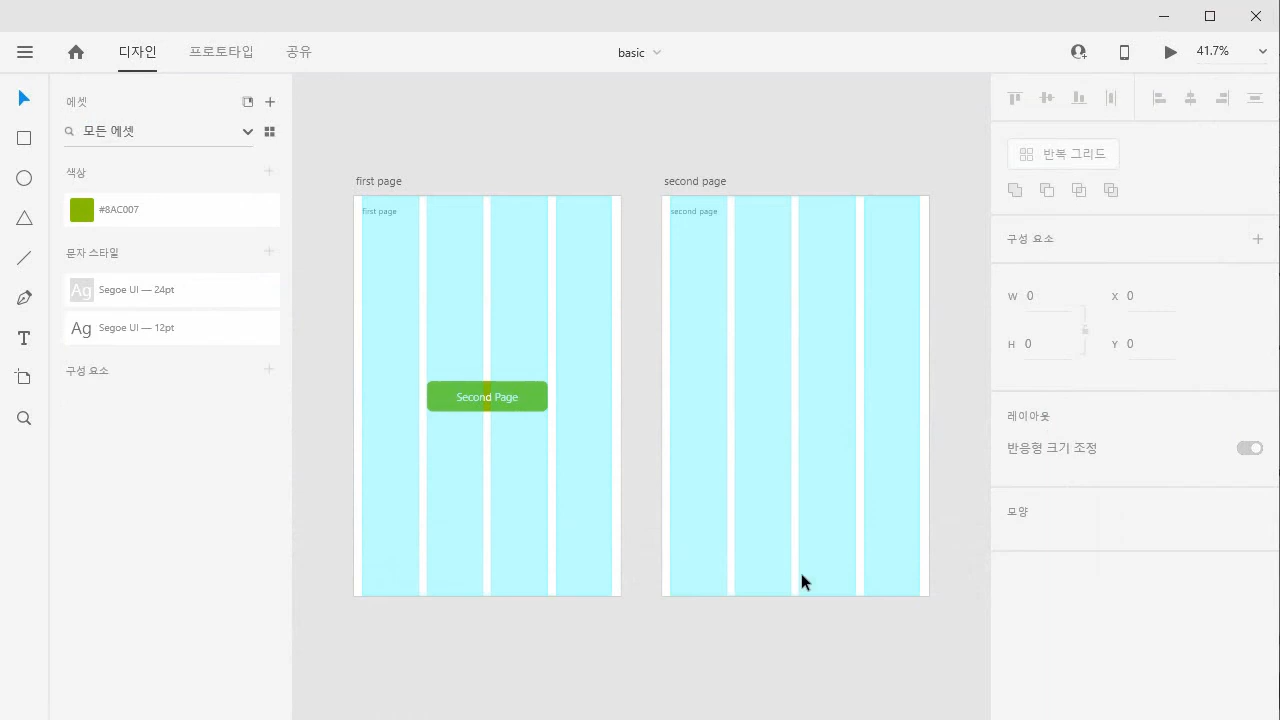 디자인 프로토타입 공유 basic 41.7%
에셋
모든 에셋
색상
#8AC007
문자 스타일
Ag Segoe UI — 24pt
Ag Segoe UI — 12pt
구성 요소
first page
first page
Second Page
second page
second page
반복 그리드
구성 요소
W 0 X 0
H 0 Y 0
레이아웃
반응형 크기 조정
모양